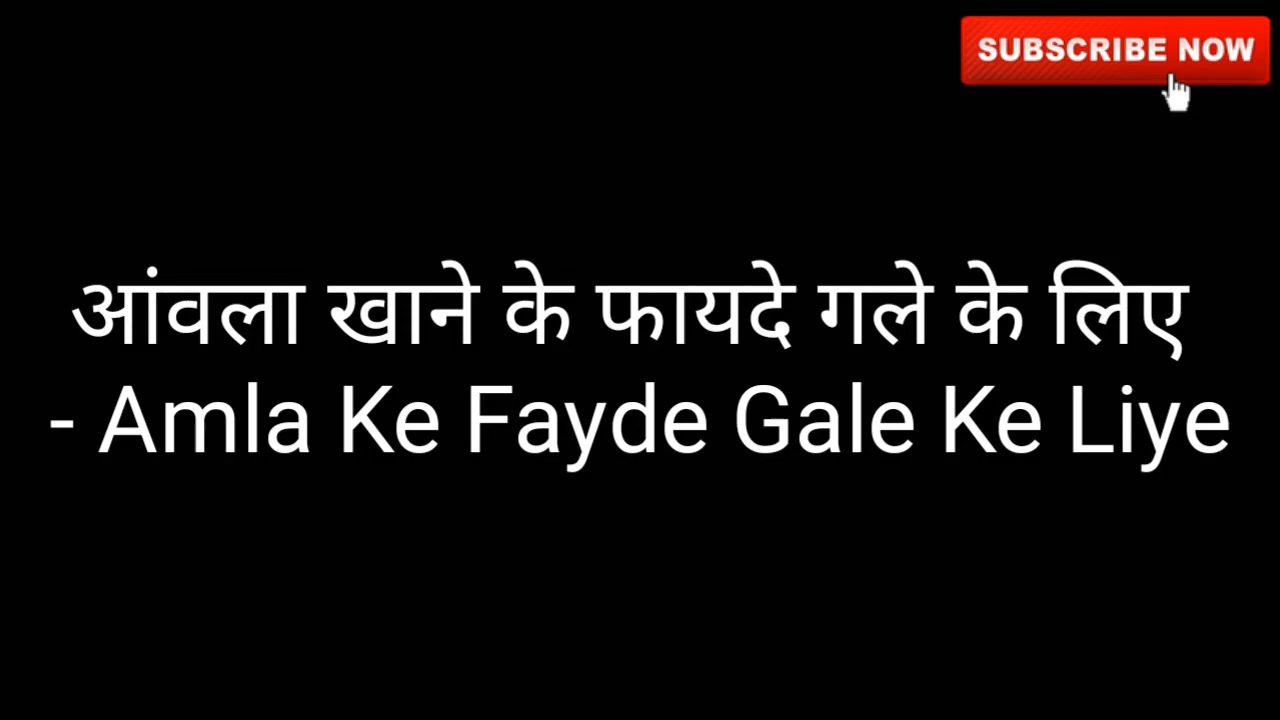 SUBSCRIBE NOW
आंवला खाने के फायदे गले के लिए
- Amla Ke Fayde Gale Ke Liye